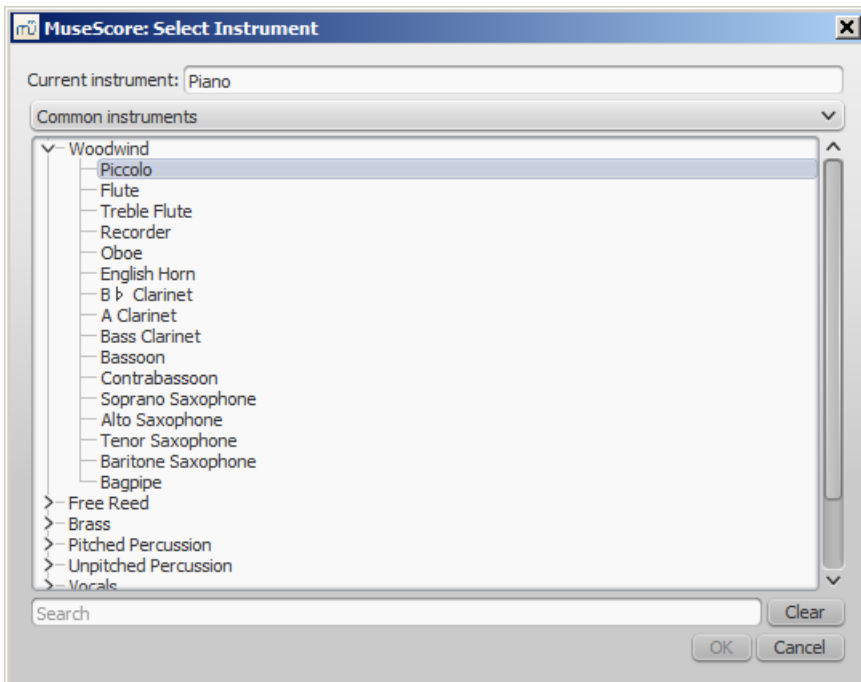 mü MuseScore: Select Instrument
Current instrument: Piano
Common instruments
Woodwind
Piccolo
Flute
Treble Flute
Recorder
Oboe
English Horn
B♭ Clarinet
A Clarinet
Bass Clarinet
Bassoon
Contrabassoon
Soprano Saxophone
Alto Saxophone
Tenor Saxophone
Baritone Saxophone
Bagpipe
Free Reed
Brass
Pitched Percussion
Unpitched Percussion
Vocals
Search Clear
OK Cancel